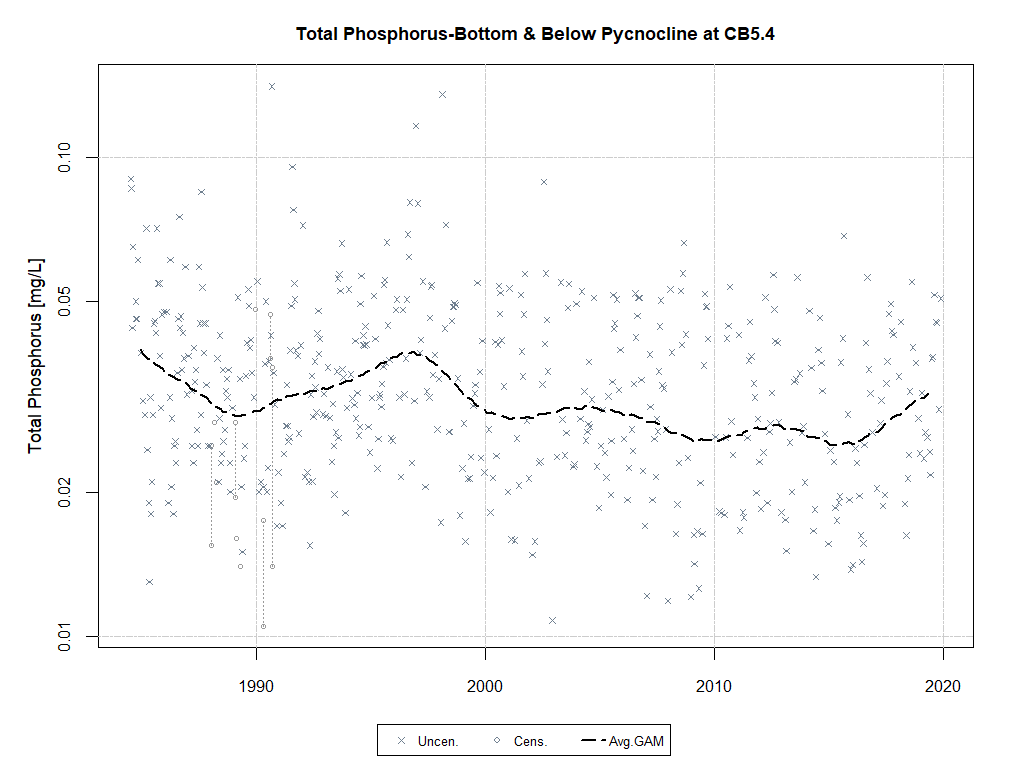 Total Phosphorus-Bottom & Below Pycnocline at CB5.4
Total Phosphorus [mg/L]
0.10
0.05
0.02
0.01
1990 2000 2010 2020
Uncen. Cens. Avg.GAM